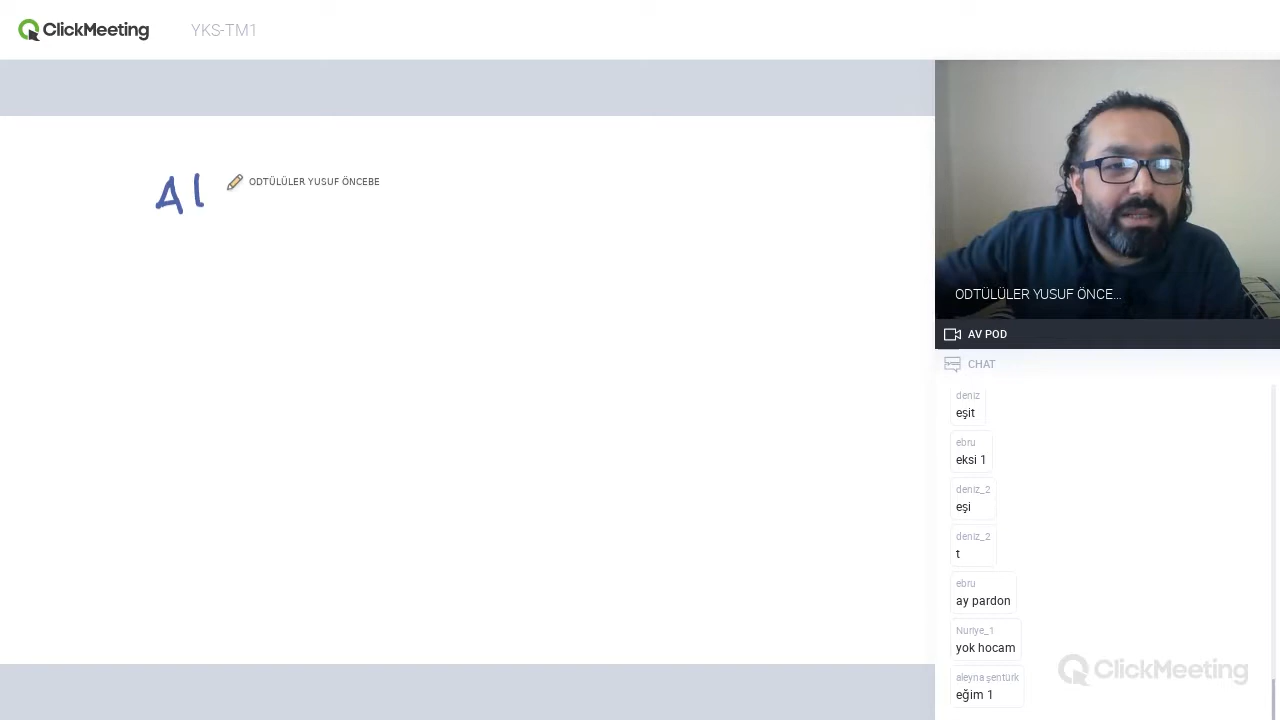 ClickMeeting YKS-TM1
A1
ODTÜLÜLER YUSUF ÖNCEBE
ODTÜLÜLER YUSUF ÖNCE...
AV POD
CHAT
deniz
eşit
ebru
eksi 1
deniz_2
eşi
deniz_2
t
ebru
ay pardon
Nuriye_1
yok hocam
aleyna şentürk
eğim 1
ClickMeeting